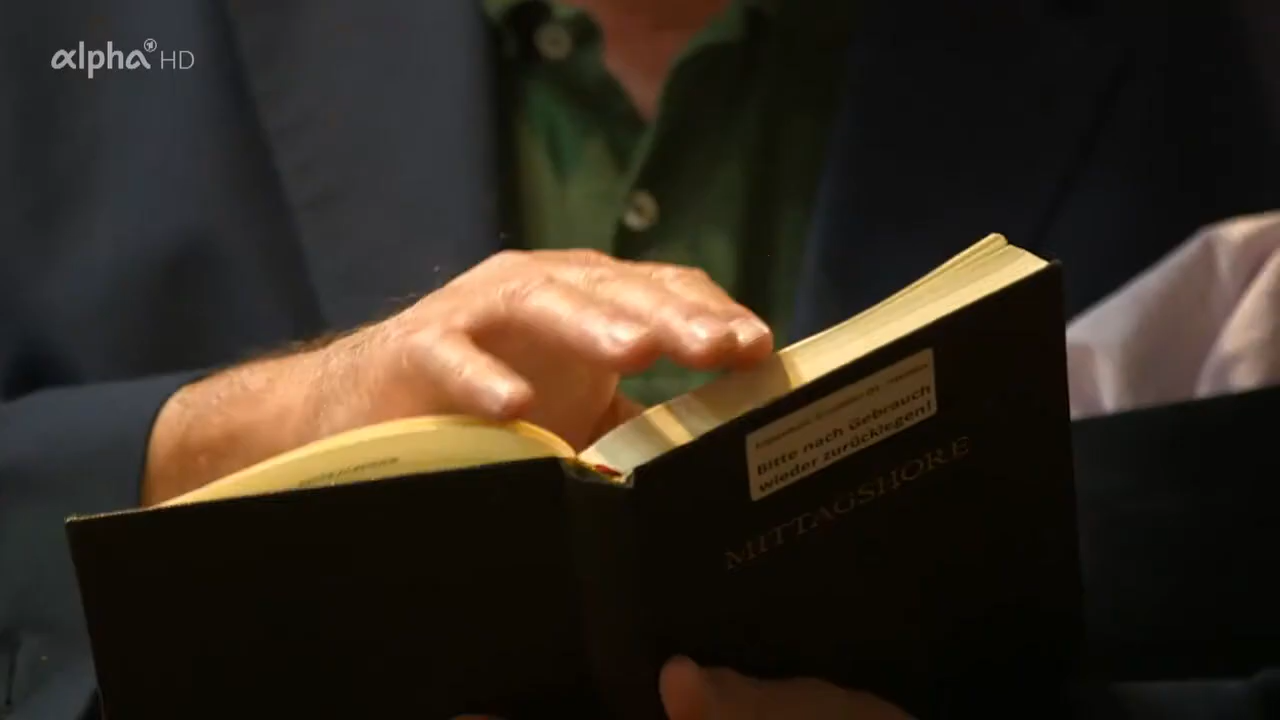 alpha HD
Bitte nach Gebrauch
wieder zurücklegen!
MITTAGSHORE